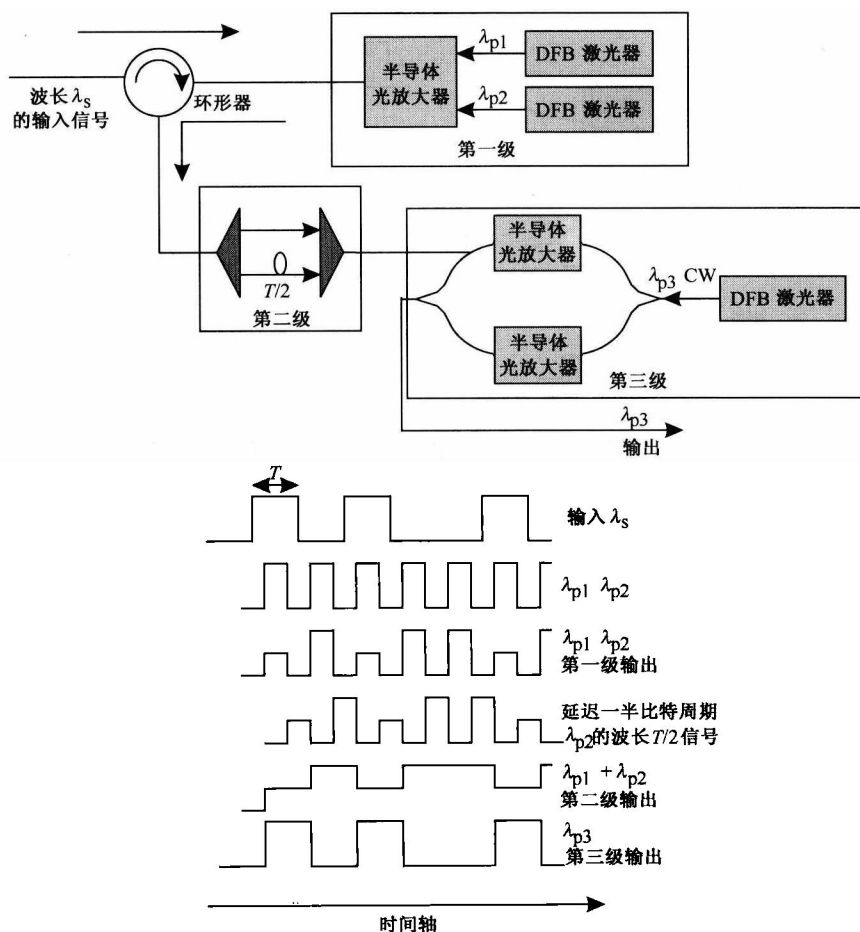 λp1
DFB 激光器
半导体
光放大器
λp2
DFB 激光器
第一级
波长 λs
的输入信号
环形器
T/2
第二级
半导体
光放大器
λp3 CW
DFB 激光器
半导体
光放大器
第三级
λp3
输出
T
输入 λs
λp1 λp2
λp1 λp2
第一级输出
延迟一半比特周期
λp2的波长T/2信号
λp1 + λp2
第二级输出
λp3
第三级输出
时间轴